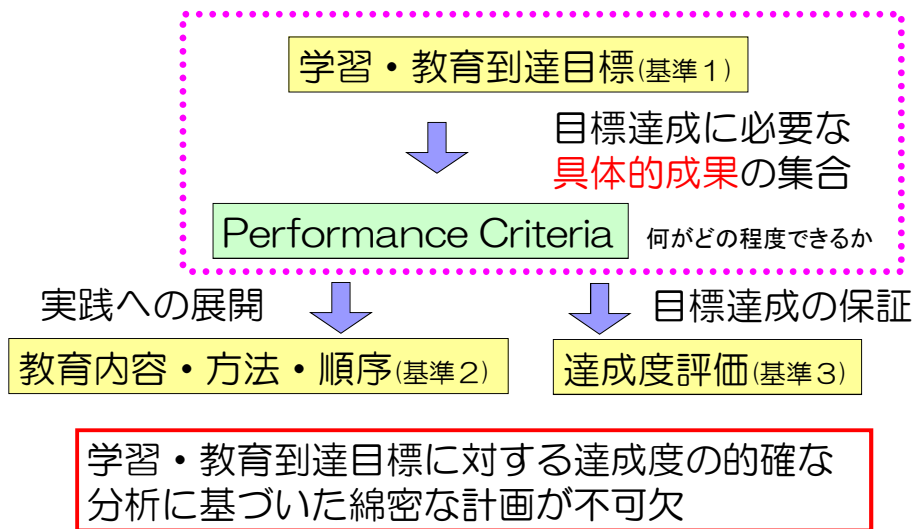 学習・教育到達目標(基準１)
目標達成に必要な
具体的成果の集合
Performance Criteria
何がどの程度できるか
実践への展開
目標達成の保証
教育内容・方法・順序(基準２)
達成度評価(基準３)
学習・教育到達目標に対する達成度の的確な
分析に基づいた綿密な計画が不可欠